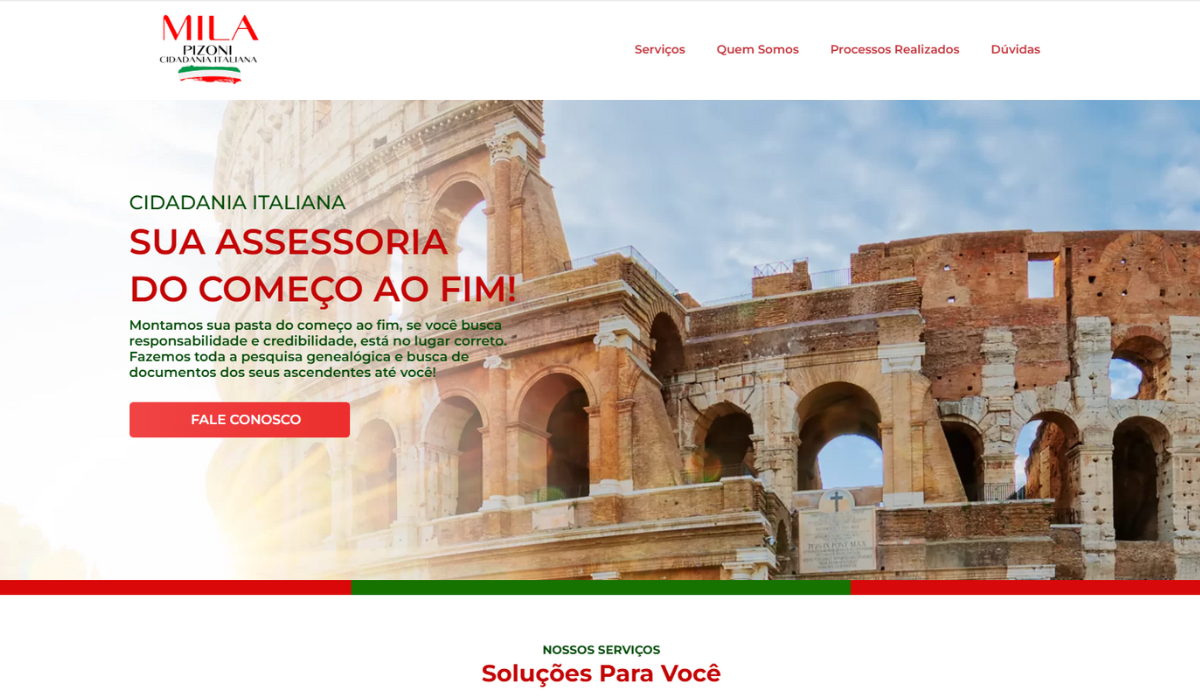 MILA
PIZONI
CIDADANIA ITALIANA
Serviços Quem Somos Processos Realizados Dúvidas
CIDADANIA ITALIANA
SUA ASSESSORIA
DO COMEÇO AO FIM!
Montamos sua pasta do começo ao fim, se você busca
responsabilidade e credibilidade, está no lugar correto.
Fazemos toda a pesquisa genealógica e busca de
documentos dos seus ascendentes até você!
FALE CONOSCO
NOSSOS SERVIÇOS
Soluções Para Você